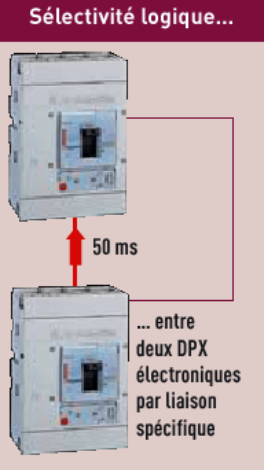 Sélectivité logique...
50 ms
... entre
deux DPX
électroniques
par liaison
spécifique